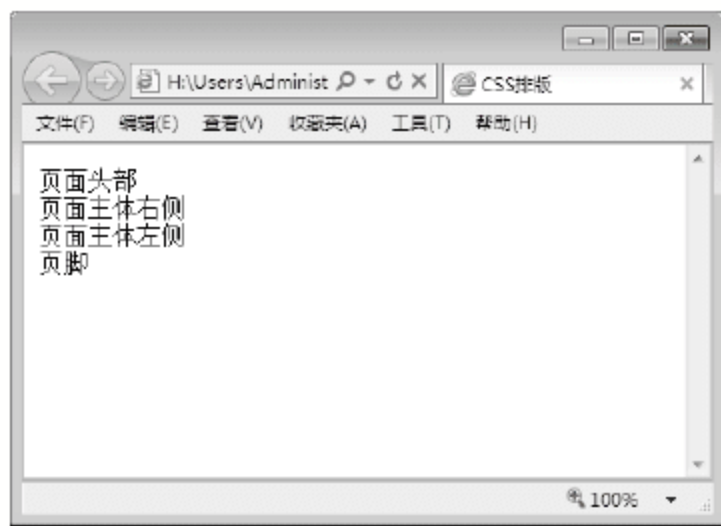 H:\Users\Administ
CSS排版
文件(F) 编辑(E) 查看(V) 收藏夹(A) 工具(T) 帮助(H)
页面头部
页面主体右侧
页面主体左侧
页脚
100%